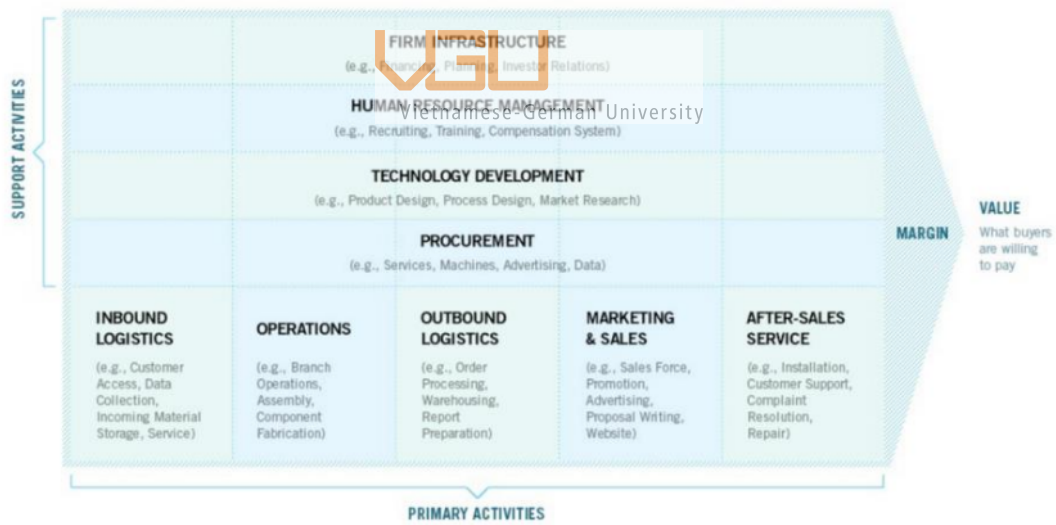 FIRM INFRASTRUCTURE
(e.g., Financing, Planning, Investor Relations)
VGU
Vietnamese-German University
HUMAN RESOURCE MANAGEMENT
(e.g., Recruiting, Training, Compensation System)
TECHNOLOGY DEVELOPMENT
(e.g., Product Design, Process Design, Market Research)
PROCUREMENT
(e.g., Services, Machines, Advertising, Data)
SUPPORT ACTIVITIES
INBOUND
LOGISTICS
(e.g., Customer
Access, Data
Collection,
Incoming Material
Storage, Service)
OPERATIONS
(e.g., Branch
Operations,
Assembly,
Component
Fabrication)
OUTBOUND
LOGISTICS
(e.g., Order
Processing,
Warehousing,
Report
Preparation)
MARKETING
& SALES
(e.g., Sales Force,
Promotion,
Advertising,
Proposal Writing,
Website)
AFTER-SALES
SERVICE
(e.g., Installation,
Customer Support,
Complaint
Resolution,
Repair)
MARGIN
VALUE
What buyers
are willing
to pay
PRIMARY ACTIVITIES